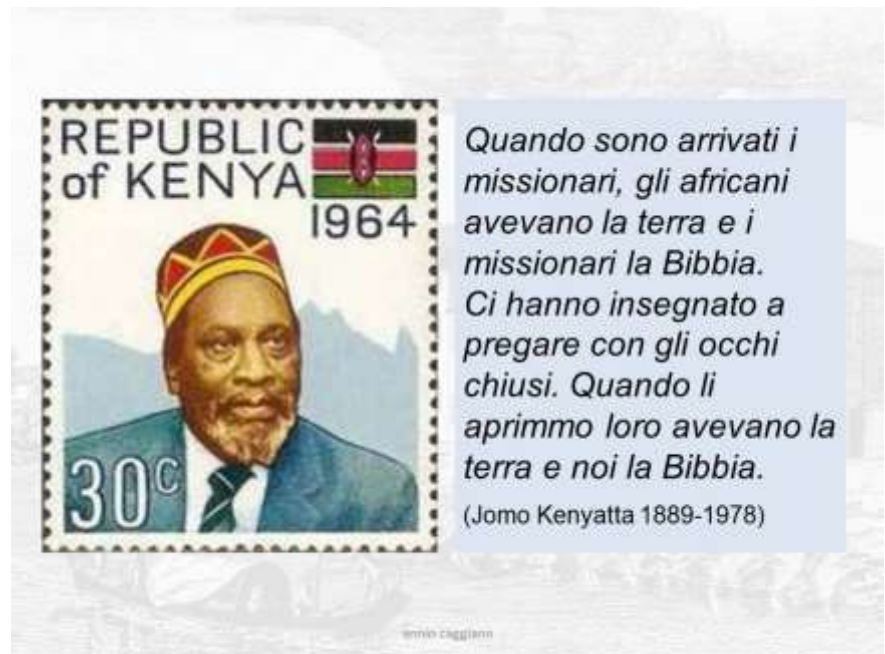 REPUBLIC
of KENYA
1964
30c
Quando sono arrivati i
missionari, gli africani
avevano la terra e i
missionari la Bibbia.
Ci hanno insegnato a
pregare con gli occhi
chiusi. Quando li
aprimmo loro avevano la
terra e noi la Bibbia.
(Jomo Kenyatta 1889-1978)
ennio caggiano